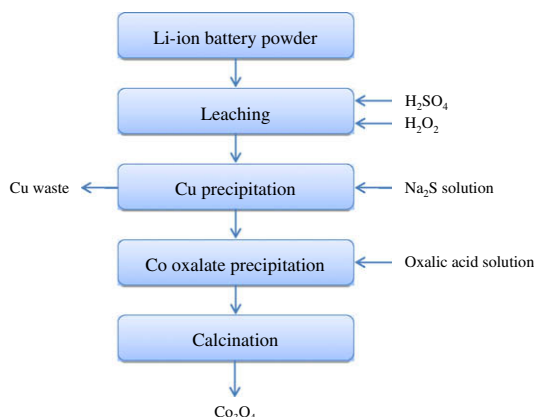 Li-ion battery powder
Leaching
H₂SO₄
H₂O₂
Cu waste
Cu precipitation
Na₂S solution
Co oxalate precipitation
Oxalic acid solution
Calcination
Co₃O₄